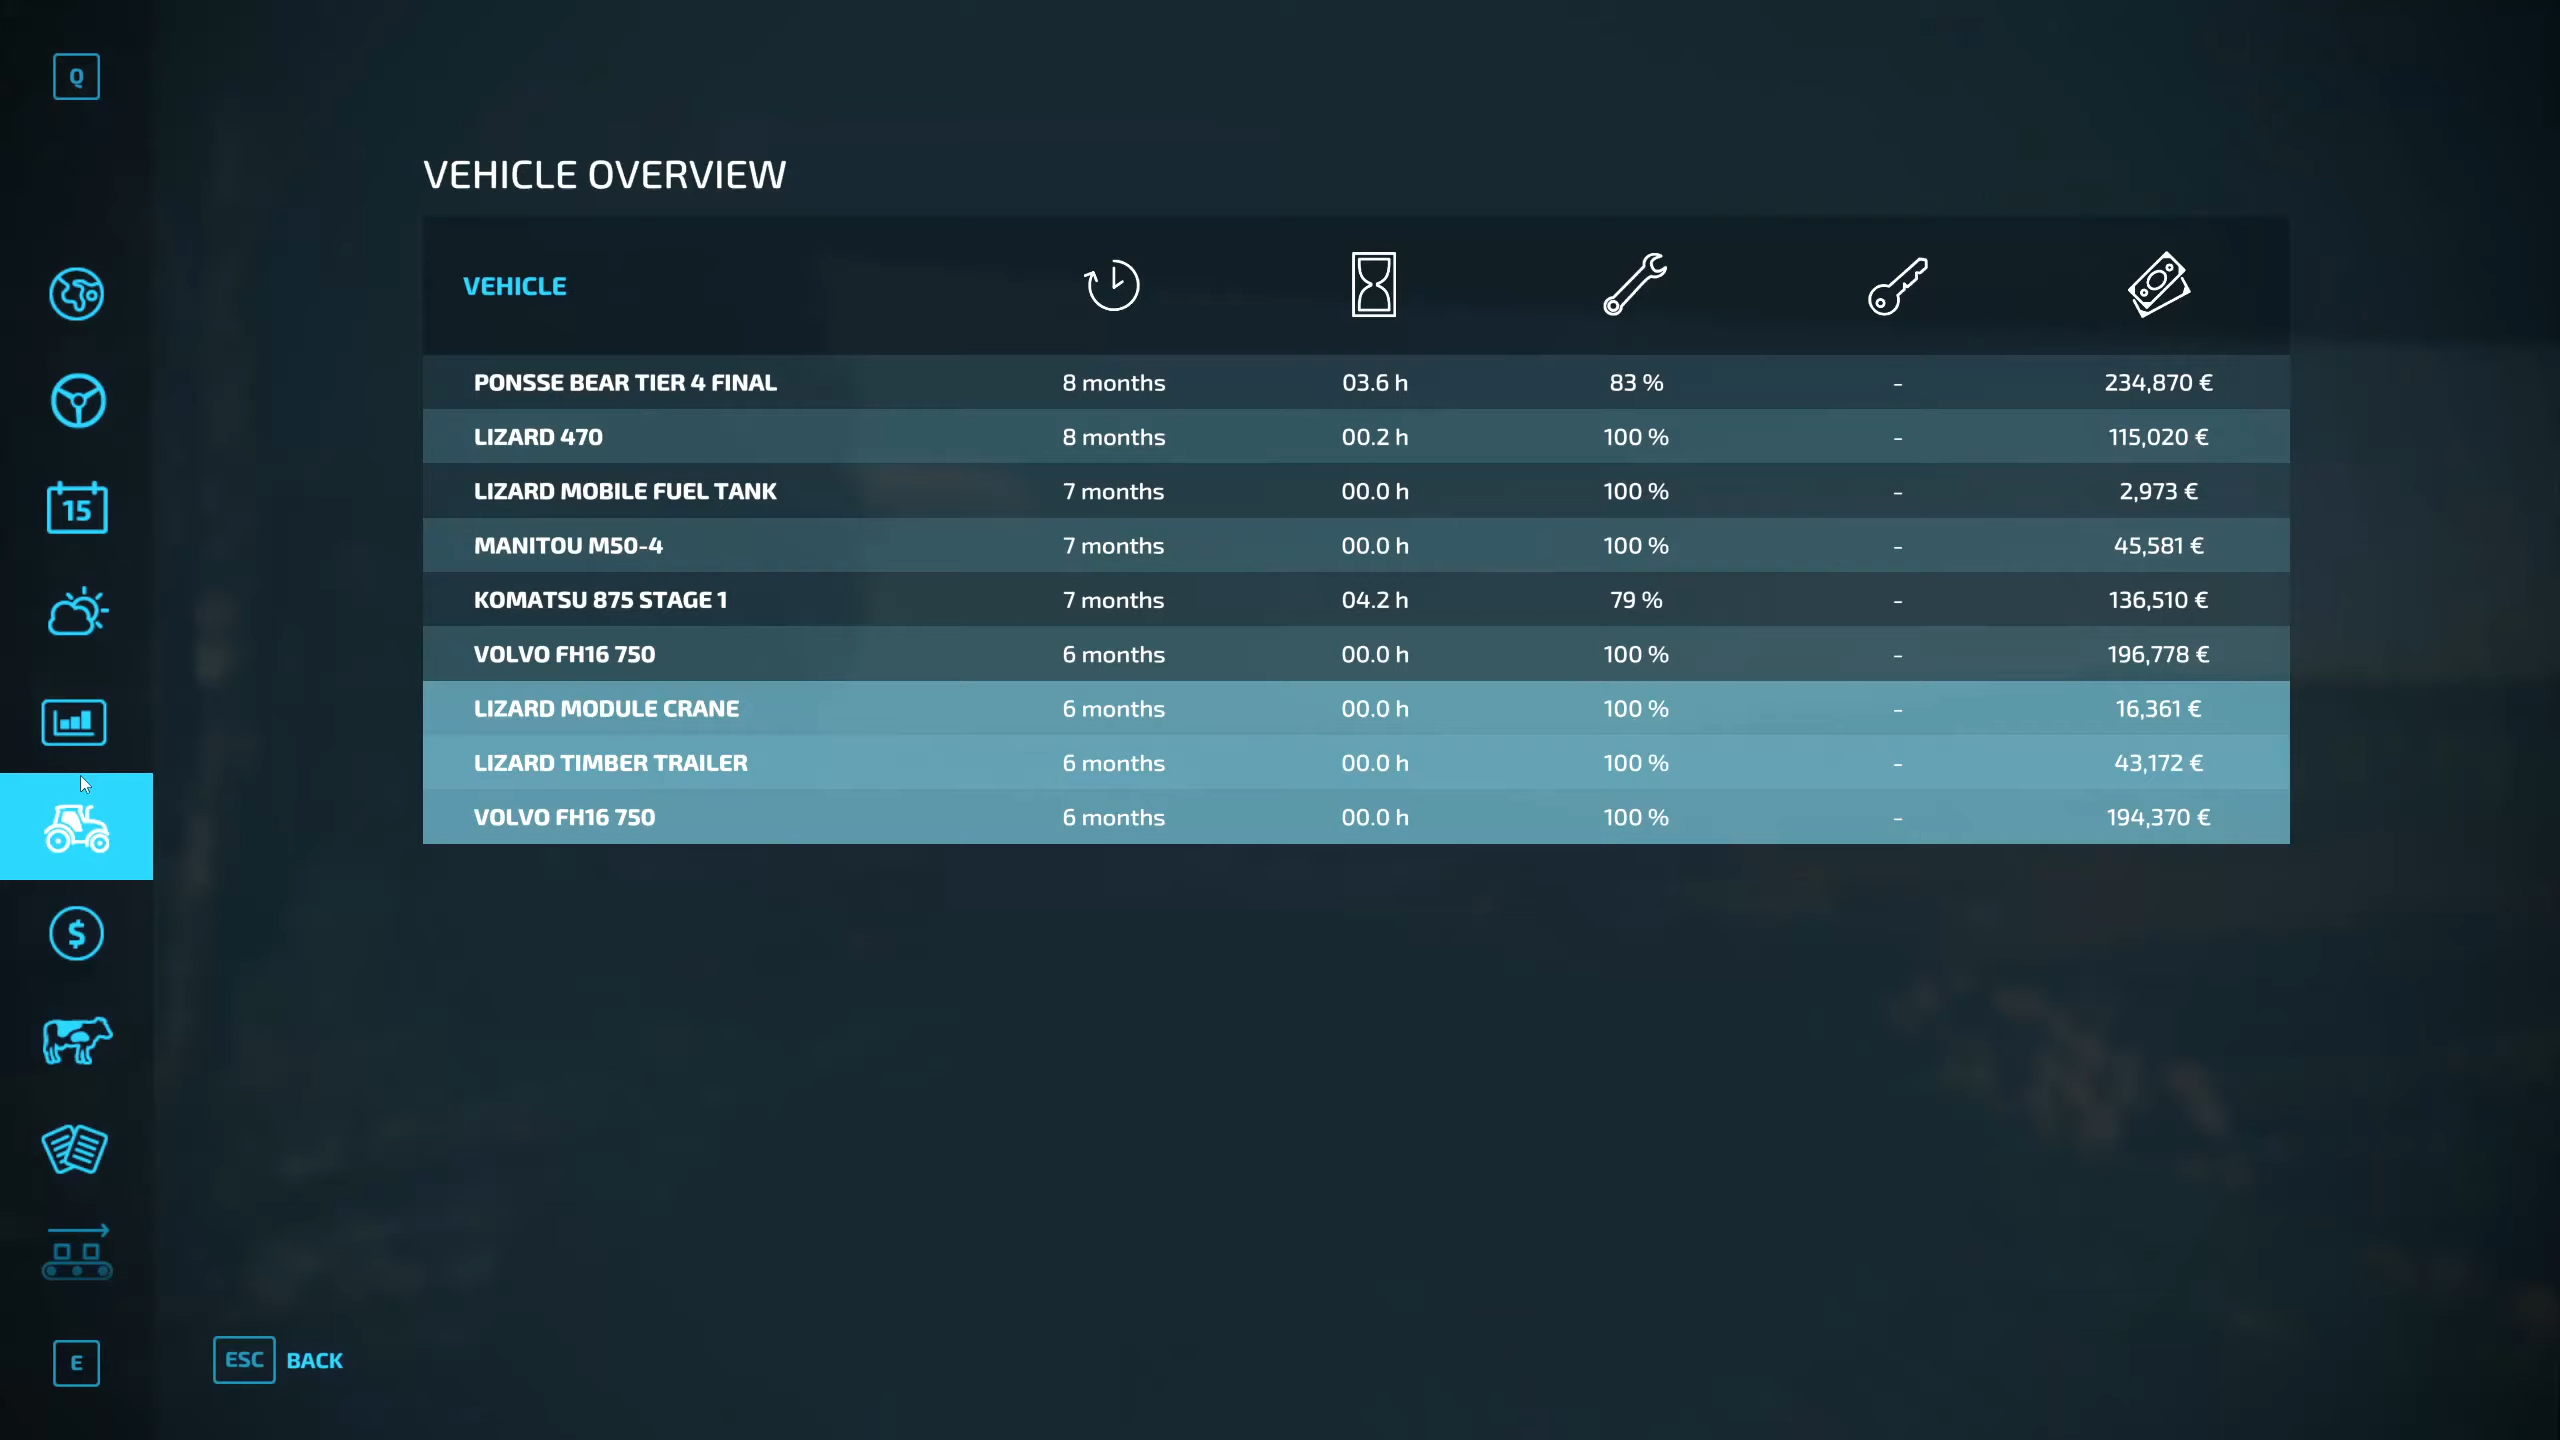 Q
VEHICLE OVERVIEW
VEHICLE
PONSSE BEAR TIER 4 FINAL 8 months 03.6 h 83 % - 234,870 €
LIZARD 470 8 months 00.2 h 100 % - 115,020 €
LIZARD MOBILE FUEL TANK 7 months 00.0 h 100 % - 2,973 €
15
MANITOU M50-4 7 months 00.0 h 100 % - 45,581 €
KOMATSU 875 STAGE 1 7 months 04.2 h 79 % - 136,510 €
VOLVO FH16 750 6 months 00.0 h 100 % - 196,778 €
LIZARD MODULE CRANE 6 months 00.0 h 100 % - 16,361 €
LIZARD TIMBER TRAILER 6 months 00.0 h 100 % - 43,172 €
VOLVO FH16 750 6 months 00.0 h 100 % - 194,370 €
$
E
ESC BACK